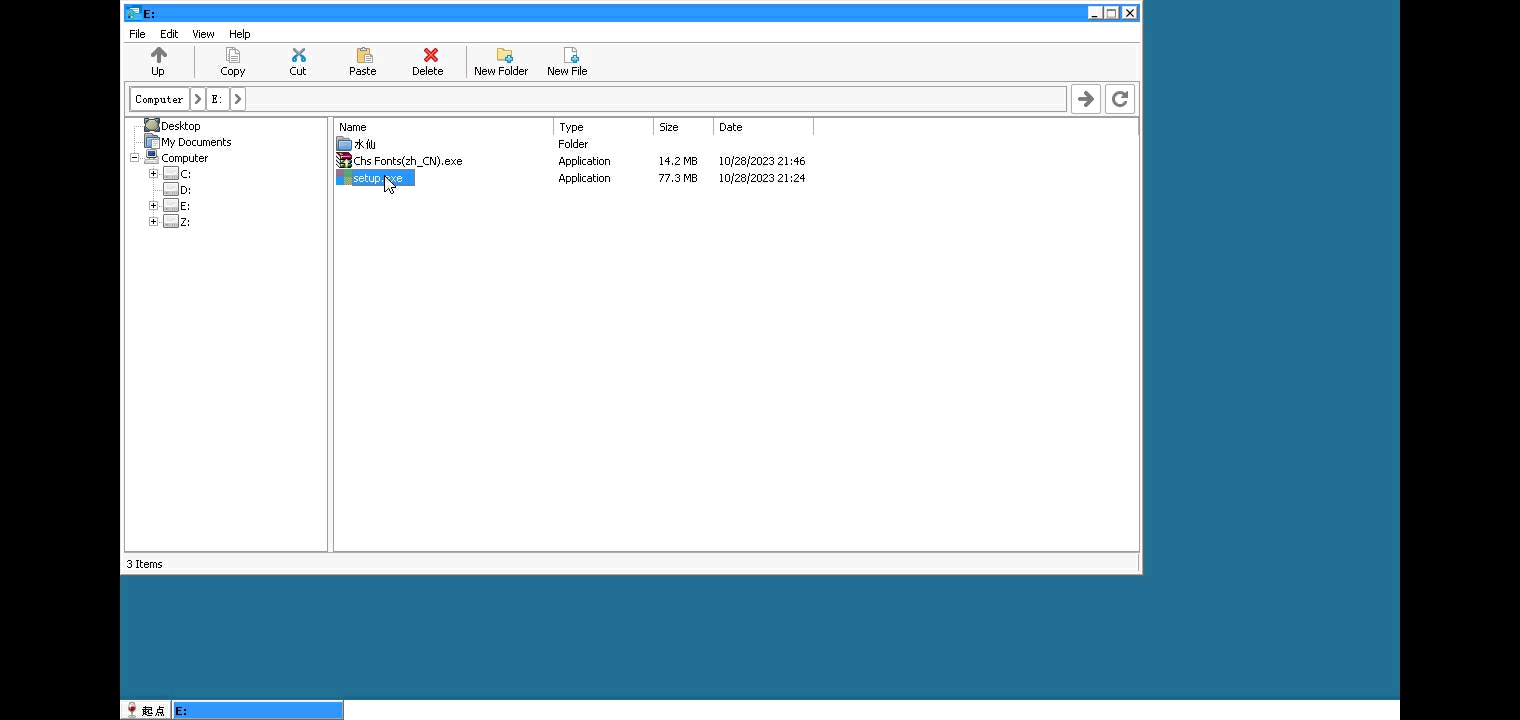 E:
File Edit View Help
Up Copy Cut Paste Delete New Folder New File
Computer E:
Desktop
My Documents
Computer
C:
D:
E:
Z:
Name Type Size Date
水仙 Folder
Chs Fonts(zh_CN).exe Application 14.2 MB 10/28/2023 21:46
setup.exe Application 77.3 MB 10/28/2023 21:24
3 Items
起点 E: